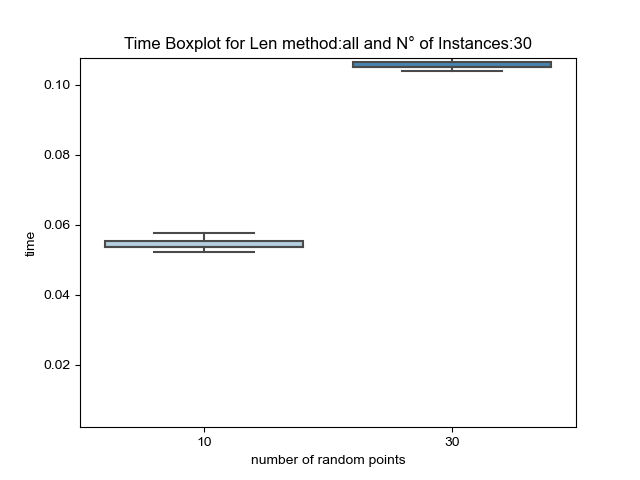 Time Boxplot for Len method:all and N° of Instances:30
0.10
0.08
0.06
0.04
0.02
time
10
30
number of random points